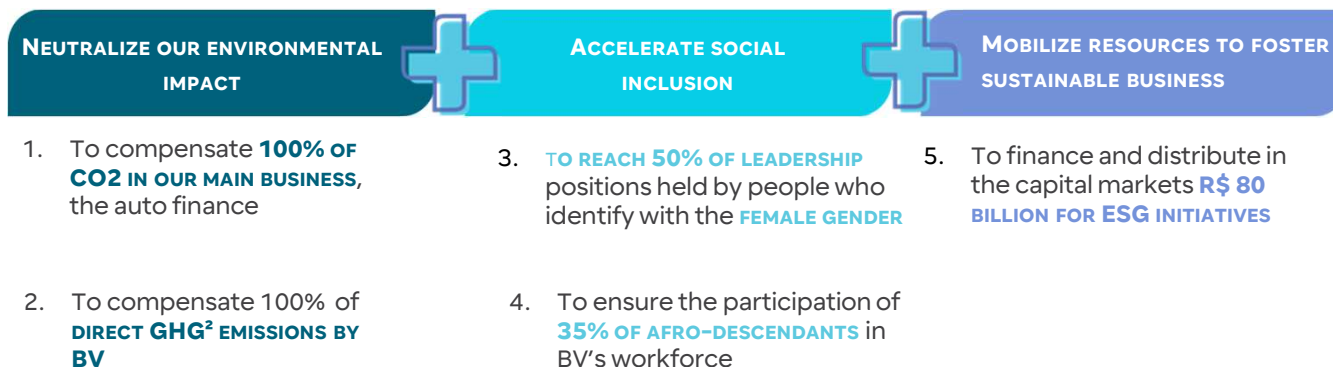 NEUTRALIZE OUR ENVIRONMENTAL
IMPACT
ACCELERATE SOCIAL
INCLUSION
MOBILIZE RESOURCES TO FOSTER
SUSTAINABLE BUSINESS
1. To compensate 100% OF
CO2 IN OUR MAIN BUSINESS,
the auto finance
2. To compensate 100% of
DIRECT GHG² EMISSIONS BY
BV
3. TO REACH 50% OF LEADERSHIP
positions held by people who
identify with the FEMALE GENDER
4. To ensure the participation of
35% OF AFRO-DESCENDANTS in
BV's workforce
5. To finance and distribute in
the capital markets R$ 80
BILLION FOR ESG INITIATIVES